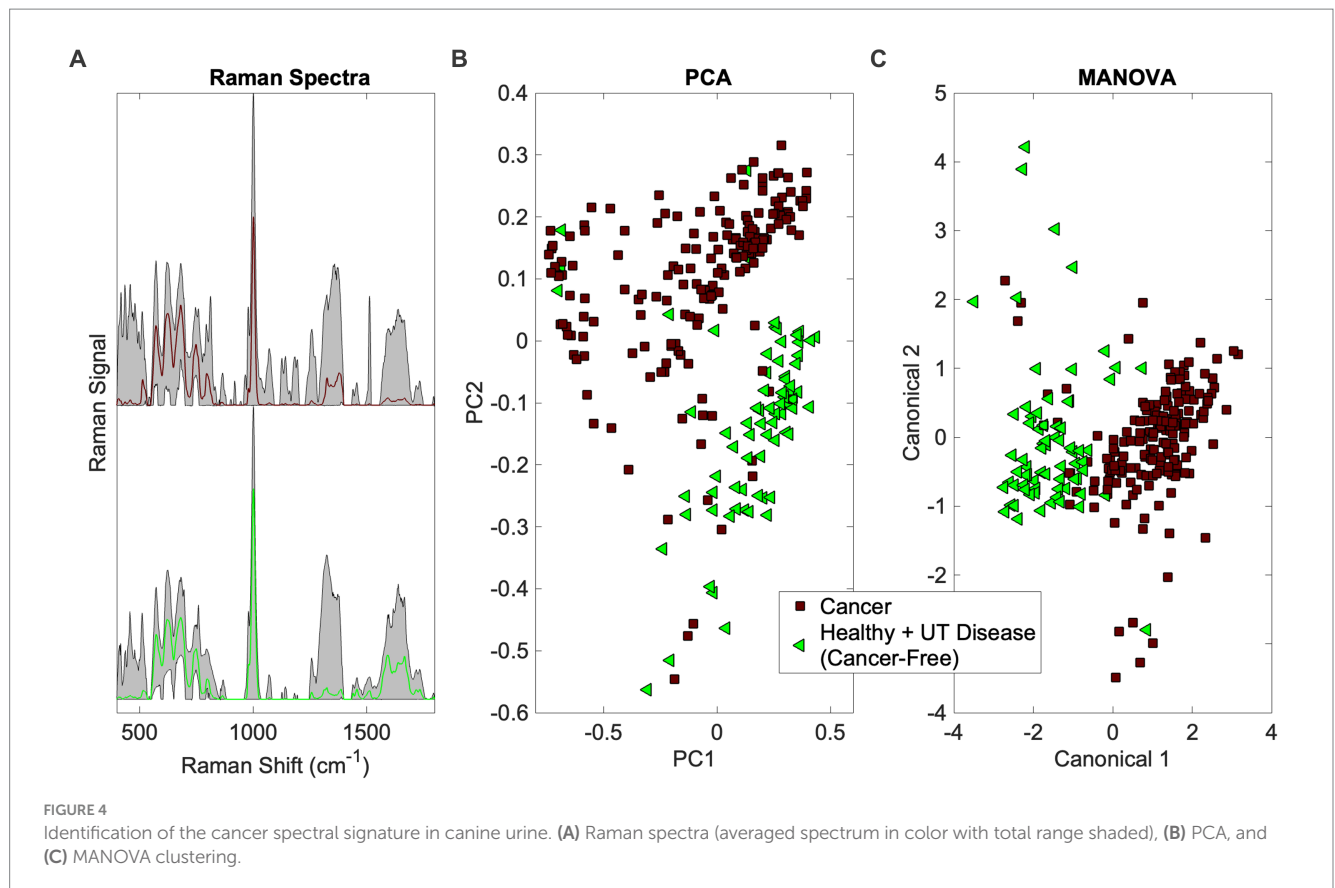 A
Raman Spectra
Raman Signal
500
1000
1500
Raman Shift (cm-1)
B
PCA
0.4
0.3
0.2
0.1
0
-0.1
-0.2
-0.3
-0.4
-0.5
-0.6
PC2
-0.5
0
0.5
PC1
C
MANOVA
5
4
3
2
1
0
-1
-2
-4
Canonical 2
-4
-2
0
2
4
Canonical 1
Cancer
Healthy + UT Disease
(Cancer-Free)
FIGURE 4
Identification of the cancer spectral signature in canine urine. (A) Raman spectra (averaged spectrum in color with total range shaded), (B) PCA, and
(C) MANOVA clustering.